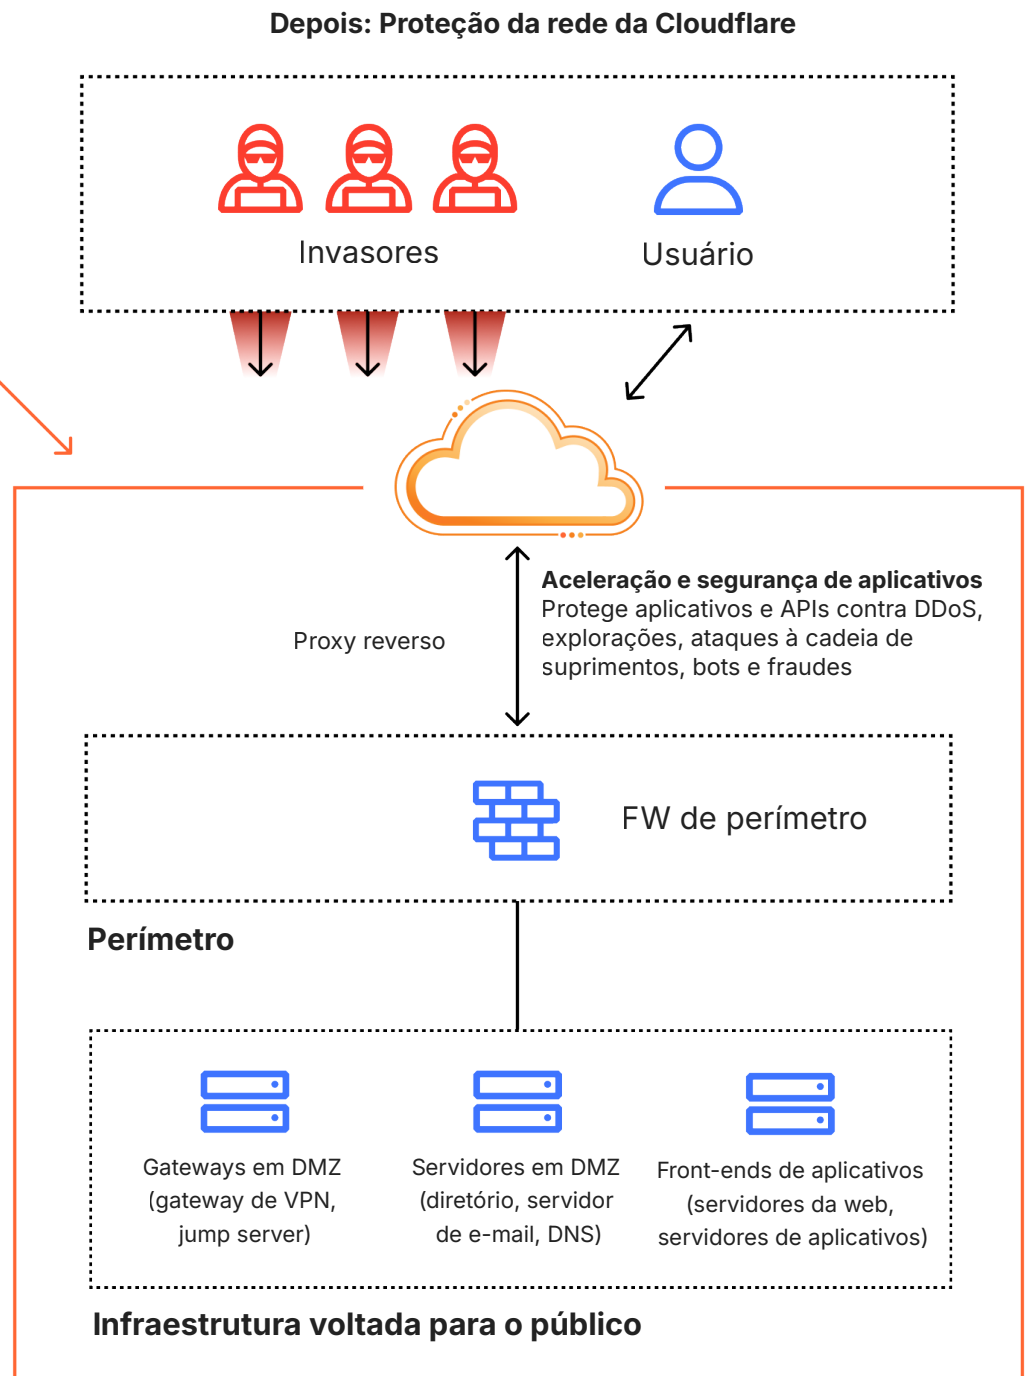 Depois: Proteção da rede da Cloudflare
Invasores
Usuário
Aceleração e segurança de aplicativos
Protege aplicativos e APIs contra DDoS,
explorações, ataques à cadeia de
suprimentos, bots e fraudes
Proxy reverso
FW de perímetro
Perímetro
Gateways em DMZ
(gateway de VPN,
jump server)
Servidores em DMZ
(diretório, servidor
de e-mail, DNS)
Front-ends de aplicativos
(servidores da web,
servidores de aplicativos)
Infraestrutura voltada para o público